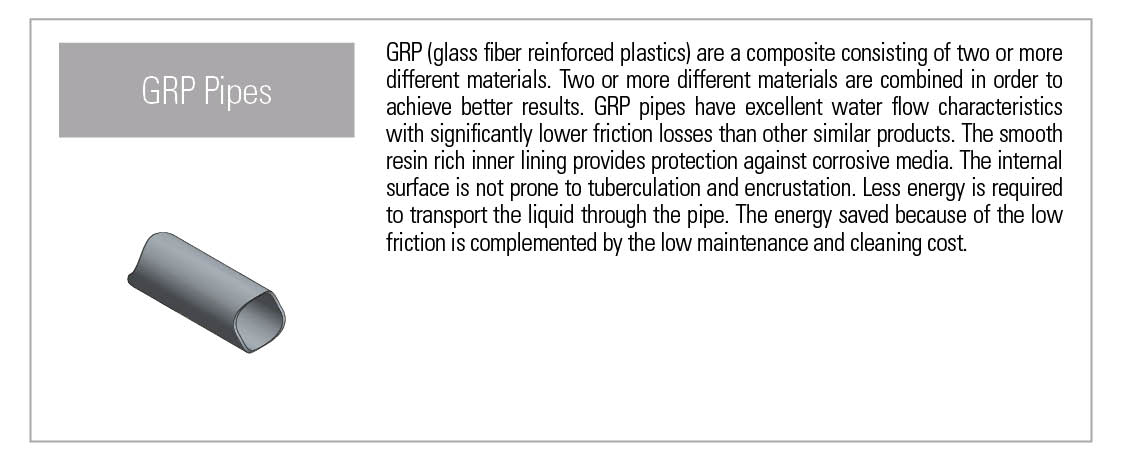 GRP Pipes
GRP (glass fiber reinforced plastics) are a composite consisting of two or more
different materials. Two or more different materials are combined in order to
achieve better results. GRP pipes have excellent water flow characteristics
with significantly lower friction losses than other similar products. The smooth
resin rich inner lining provides protection against corrosive media. The internal
surface is not prone to tuberculation and encrustation. Less energy is required
to transport the liquid through the pipe. The energy saved because of the low
friction is complemented by the low maintenance and cleaning cost.